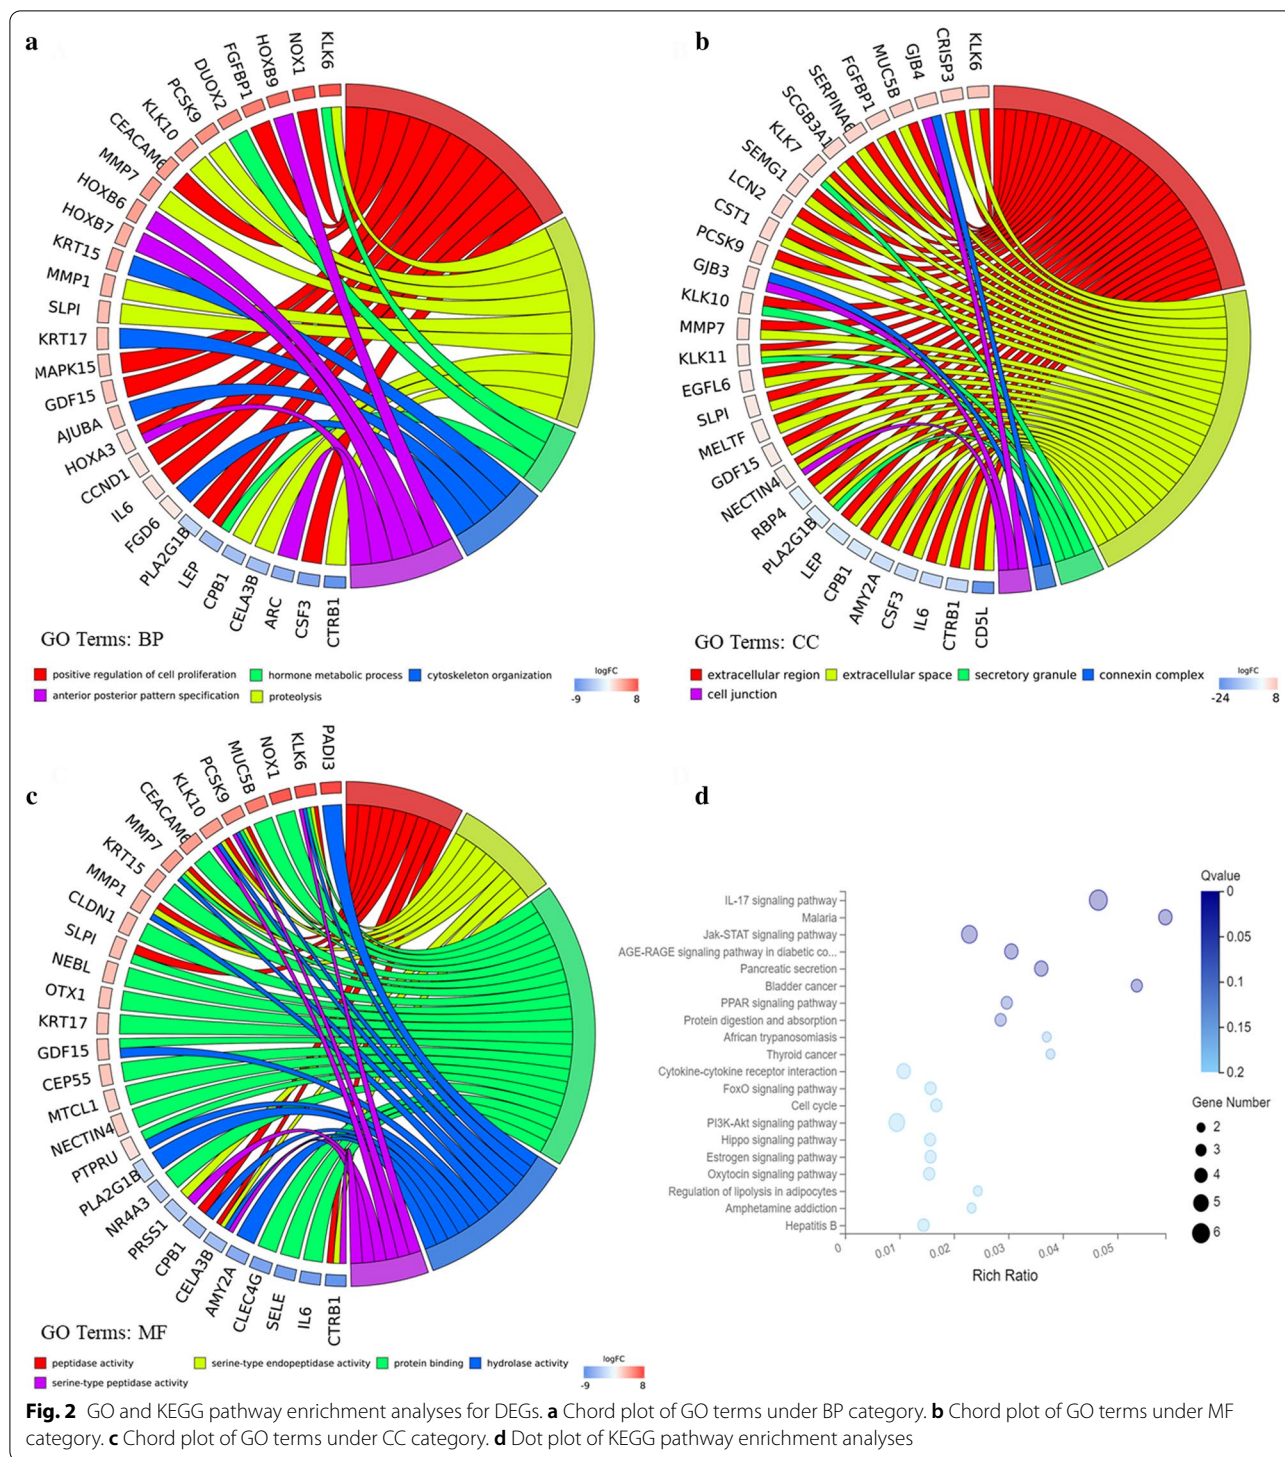 a
KLK6
NOX1
HOXB9
FGFBP1
DUOX2
PCSK9
KLK10
CEACAM6
MMP7
HOXB6
HOXB7
KRT15
MMP1
SLPI
KRT17
MAPK15
GDF15
AJUBA
HOXA3
CCND1
IL6
FGD6
PLA2G1B
LEP
CPB1
CELA3B
ARC
CSF3
CTRB1
GO Terms: BP
positive regulation of cell proliferation
hormone metabolic process
cytoskeleton organization
anterior posterior pattern specification
proteolysis
logFC
-9 8
b
KLK6
CRISP3
GJB4
MUC5B
FGFBP1
SERPINA6
SCGB3A1
KLK7
SEMG1
LCN2
CST1
PCSK9
GJB3
KLK10
MMP7
KLK11
EGFL6
SLPI
MELTF
GDF15
NECTIN4
RBP4
PLA2G1B
LEP
CPB1
AMY2A
CSF3
IL6
CTRB1
CD5L
GO Terms: CC
extracellular region
extracellular space
secretory granule
connexin complex
cell junction
logFC
-24 8
c
PADI3
KLK6
NOX1
MUC5B
PCSK9
KLK10
CEACAM6
MMP7
KRT15
MMP1
CLDN1
SLPI
NEBL
OTX1
KRT17
GDF15
CEP55
MTCL1
NECTIN4
PTPRU
PLA2G1B
NR4A3
PRSS1
CPB1
CELA3B
AMY2A
CLEC4G
SELE
IL6
CTRB1
GO Terms: MF
peptidase activity
serine-type endopeptidase activity
protein binding
hydrolase activity
serine-type peptidase activity
logFC
-9 8
d
IL-17 signaling pathway
Malaria
Jak-STAT signaling pathway
AGE-RAGE signaling pathway in diabetic co...
Pancreatic secretion
Bladder cancer
PPAR signaling pathway
Protein digestion and absorption
African trypanosomiasis
Thyroid cancer
Cytokine-cytokine receptor interaction
FoxO signaling pathway
Cell cycle
PI3K-Akt signaling pathway
Hippo signaling pathway
Estrogen signaling pathway
Oxytocin signaling pathway
Regulation of lipolysis in adipocytes
Amphetamine addiction
Hepatitis B
0 0.01 0.02 0.03 0.04 0.05
Rich Ratio
Qvalue
0
0.05
0.1
0.15
0.2
Gene Number
2
3
4
5
6
Fig. 2 GO and KEGG pathway enrichment analyses for DEGs. a Chord plot of GO terms under BP category. b Chord plot of GO terms under MF
category. c Chord plot of GO terms under CC category. d Dot plot of KEGG pathway enrichment analyses